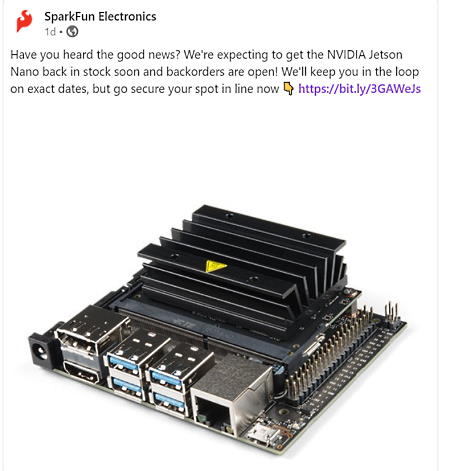 SparkFun Electronics
1d •
Have you heard the good news? We're expecting to get the NVIDIA Jetson
Nano back in stock soon and backorders are open! We'll keep you in the loop
on exact dates, but go secure your spot in line now 👇 https://bit.ly/3GAWeJs